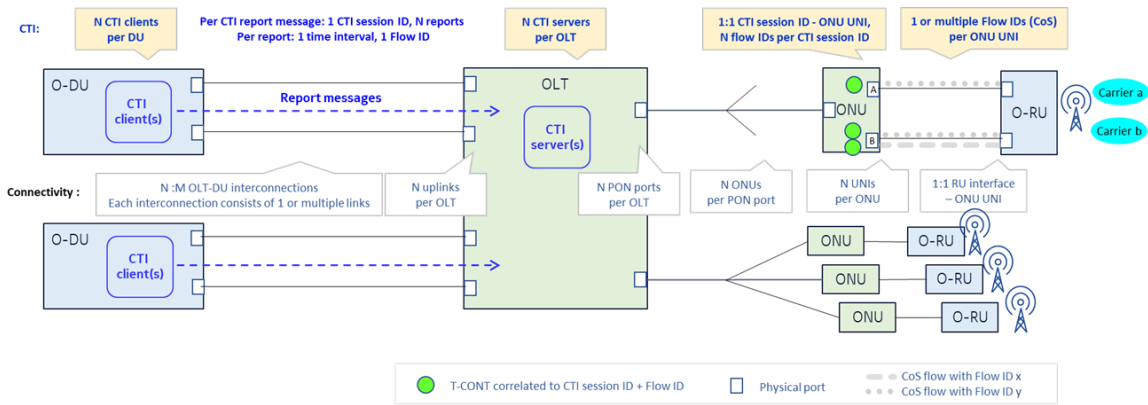 CTI:
N CTI clients
per DU
Per CTI report message: 1 CTI session ID, N reports
Per report: 1 time interval, 1 Flow ID
N CTI servers
per OLT
1:1 CTI session ID - ONU UNI,
N flow IDs per CTI session ID
1 or multiple Flow IDs (CoS)
per ONU UNI
O-DU
CTI
client(s)
Report messages
OLT
CTI
server(s)
A
ONU
B
O-RU
Carrier a
Carrier b
Connectivity :
N :M OLT-DU interconnections
Each interconnection consists of 1 or multiple links
N uplinks
per OLT
N PON ports
per OLT
N ONUs
per PON port
N UNIs
per ONU
1:1 RU interface
– ONU UNI
O-DU
CTI
client(s)
ONU
O-RU
ONU
O-RU
ONU
O-RU
T-CONT correlated to CTI session ID + Flow ID
Physical port
CoS flow with Flow ID x
CoS flow with Flow ID y